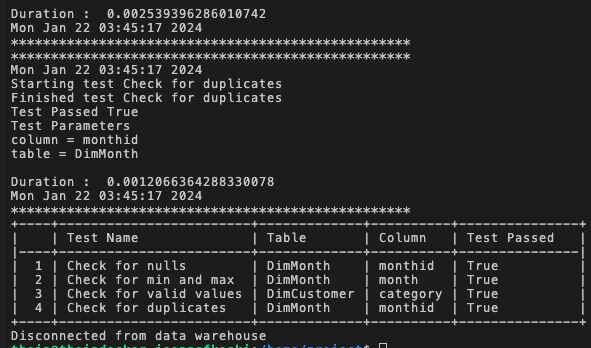 Duration :  0.002539396286010742
Mon Jan 22 03:45:17 2024
**************************************************
**************************************************
Mon Jan 22 03:45:17 2024
Starting test Check for duplicates
Finished test Check for duplicates
Test Passed True
Test Parameters
column = monthid
table = DimMonth
Duration :  0.0012066364288330078
Mon Jan 22 03:45:17 2024
**************************************************
+----+------------------------+-------------+----------+---------------+
|    | Test Name              | Table       | Column   | Test Passed   |
|----+------------------------+-------------+----------+---------------|
|  1 | Check for nulls        | DimMonth    | monthid  | True          |
|  2 | Check for min and max  | DimMonth    | month    | True          |
|  3 | Check for valid values | DimCustomer | category | True          |
|  4 | Check for duplicates   | DimMonth    | monthid  | True          |
+----+------------------------+-------------+----------+---------------+
Disconnected from data warehouse